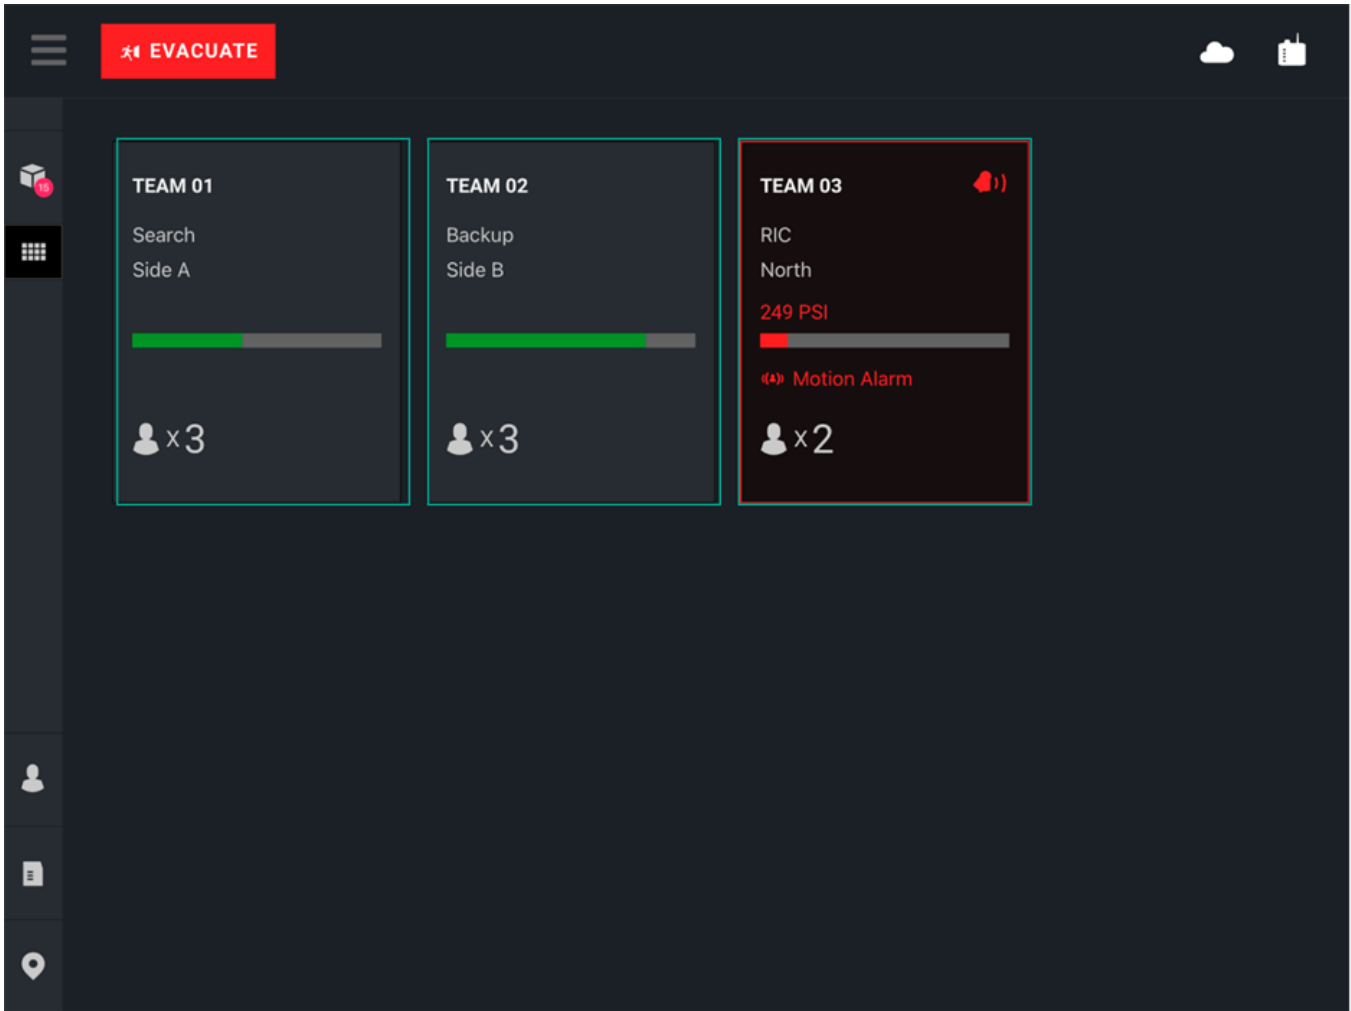 EVACUATE
15
TEAM 01
Search
Side A
x3
TEAM 02
Backup
Side B
x3
TEAM 03
RIC
North
249 PSI
Motion Alarm
x2